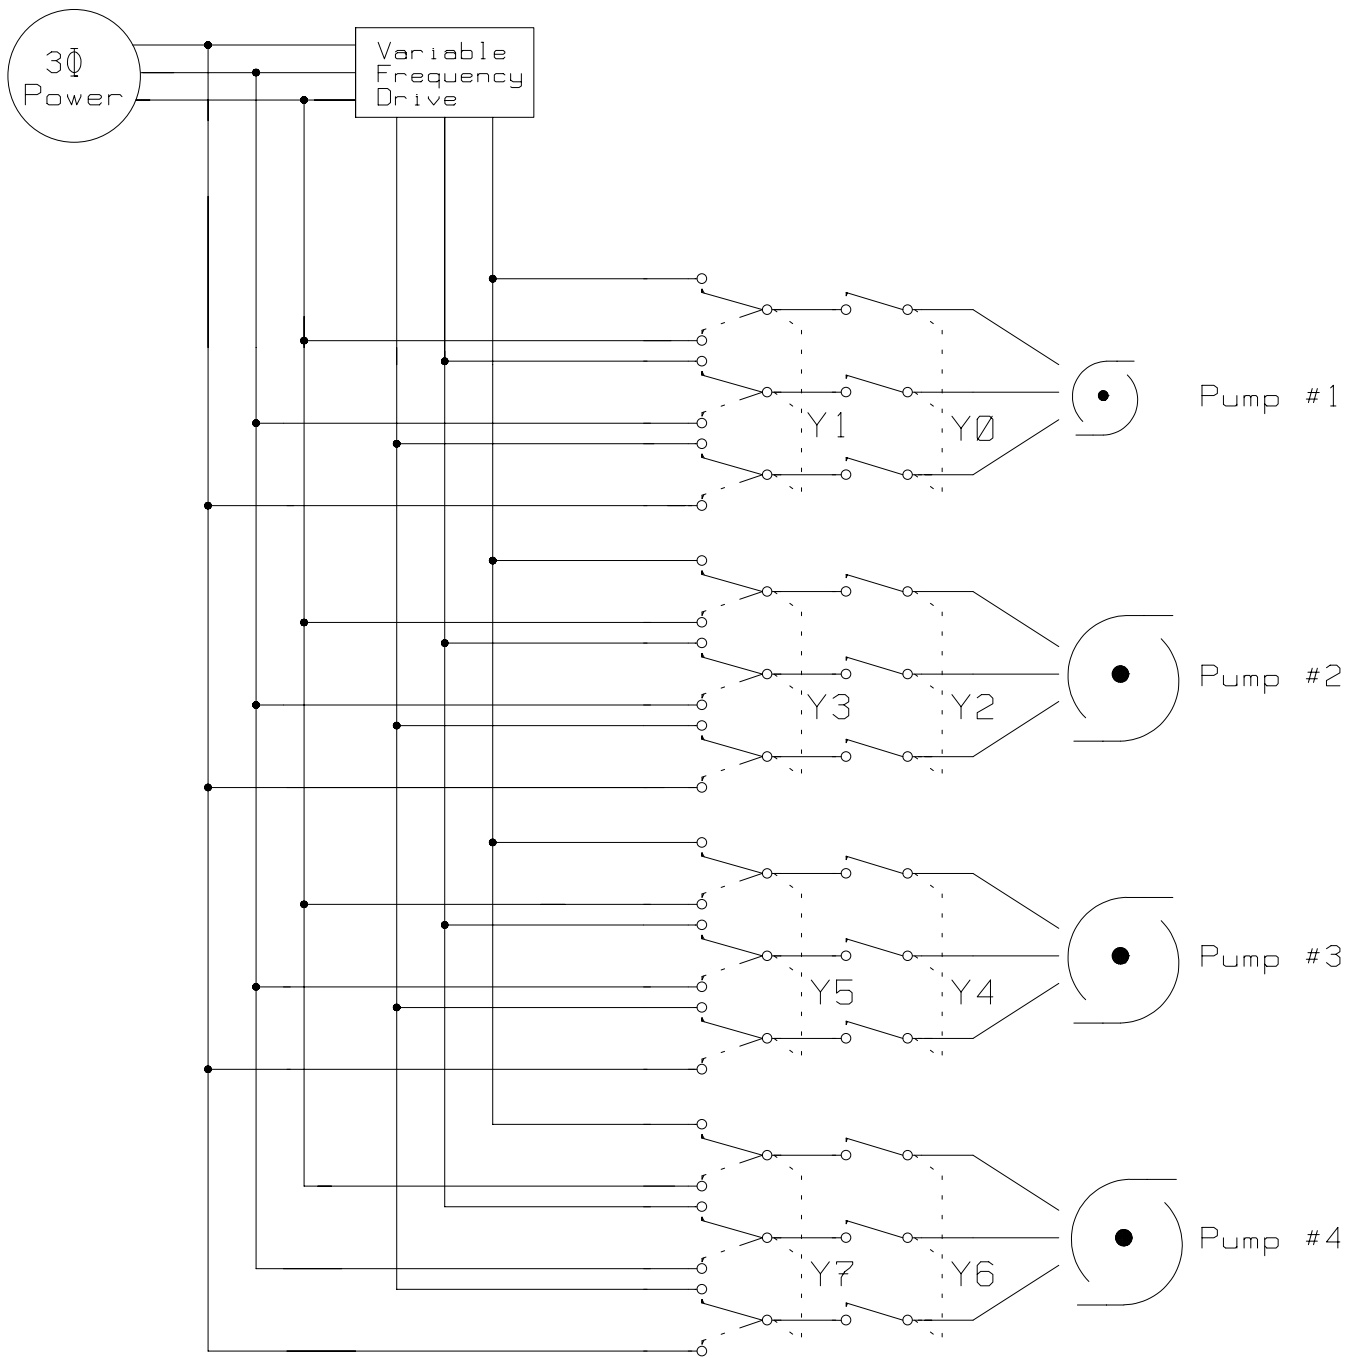 3Φ
Power
Variable
Frequency
Drive
Y1
Y0
Pump #1
Y3
Y2
Pump #2
Y5
Y4
Pump #3
Y7
Y6
Pump #4